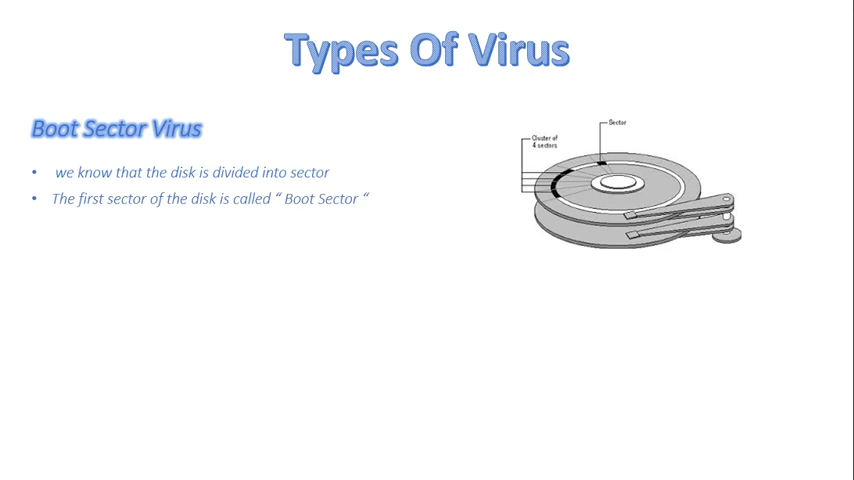 Types Of Virus
Boot Sector Virus
• we know that the disk is divided into sector
• The first sector of the disk is called “ Boot Sector “
Sector
Cluster of
4 sectors